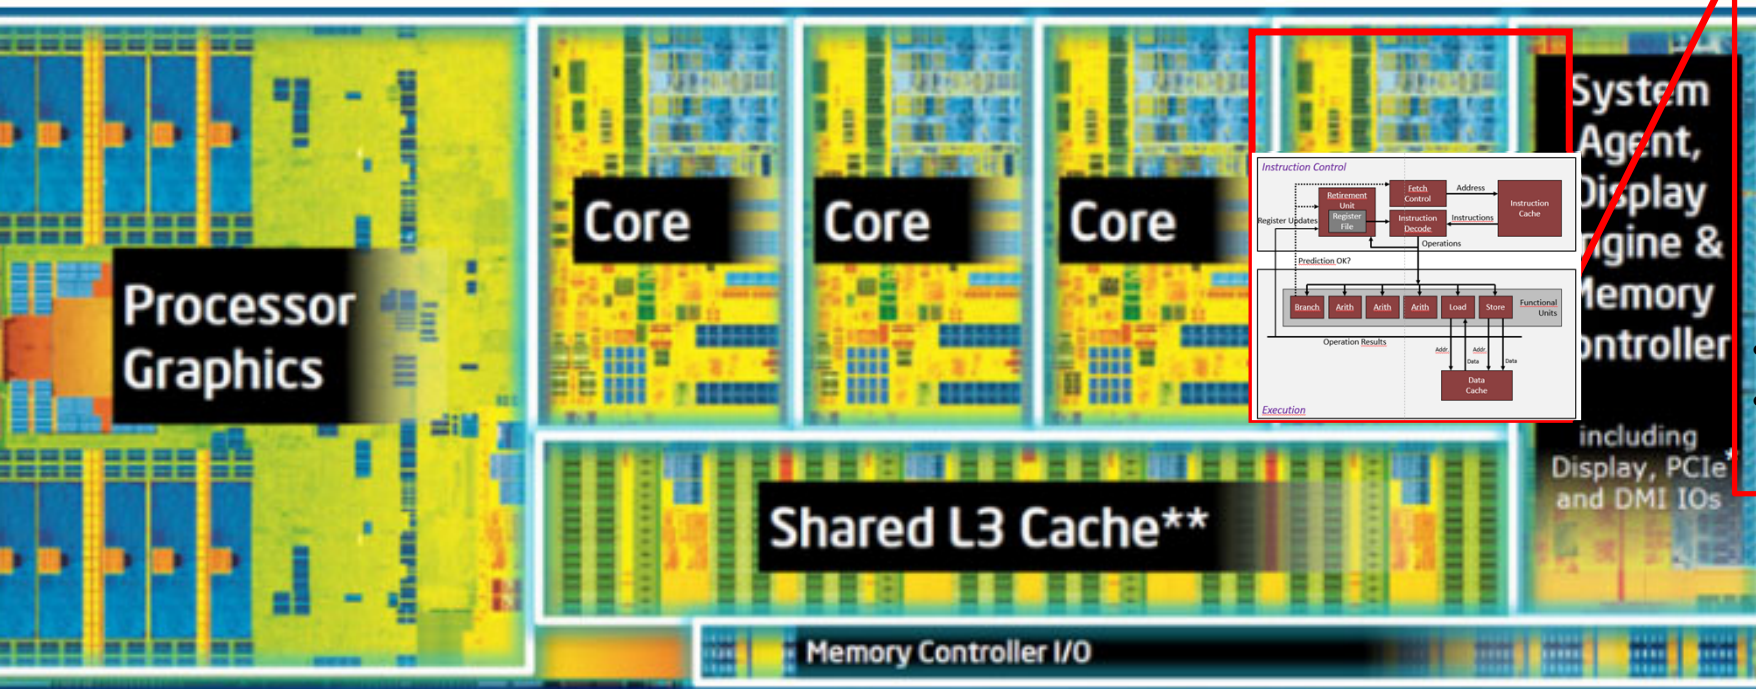 Processor
Graphics
Core
Core
Core
Instruction Control
Retirement
Unit
Register
File
Fetch
Control
Address
Instruction
Cache
Register Updates
Instruction
Decode
Instructions
Operations
Prediction OK?
Branch
Arith
Arith
Arith
Load
Store
Functional
Units
Operation Results
Addr.
Data
Addr.
Data
Data
Cache
Execution
System
Agent,
Display
ngine &
Memory
ontroller
including
Display, PCIe*
and DMI IOs
Shared L3 Cache**
Memory Controller I/O